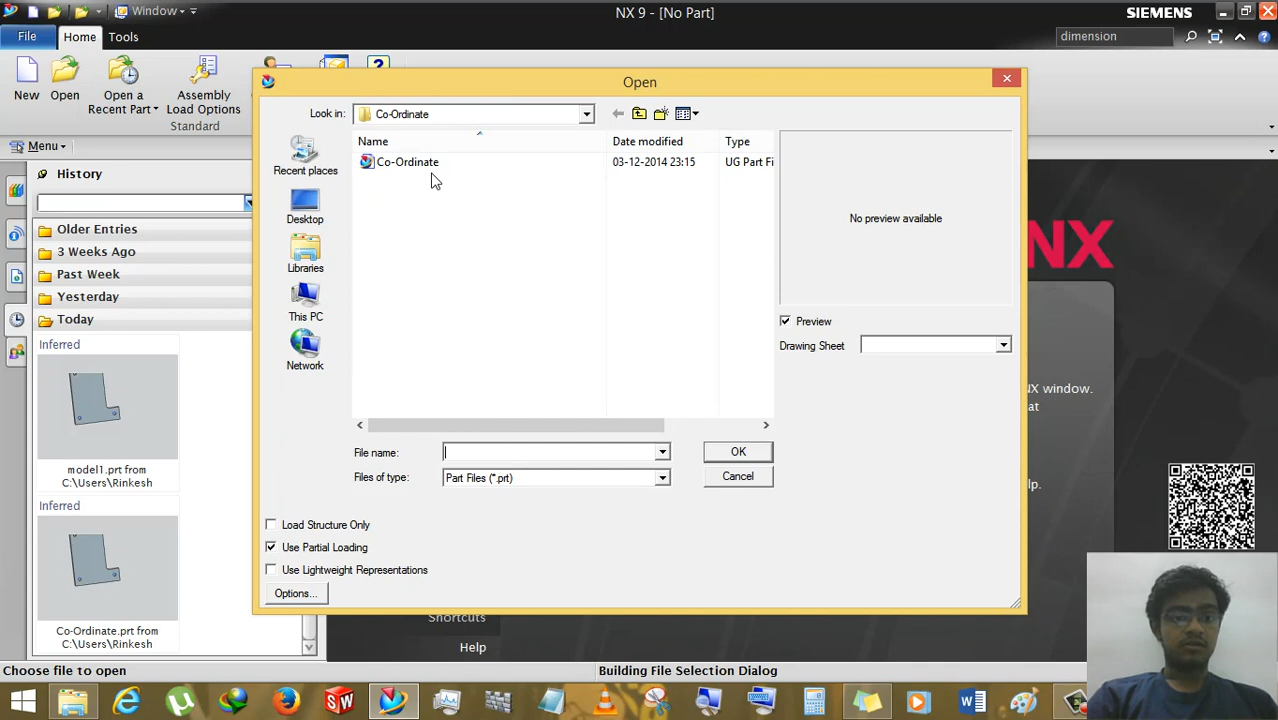 Window
NX 9 - [No Part]
SIEMENS
File
Home
Tools
dimension
New
Open
Open a
Recent Part
Assembly
Load Options
Standard
Menu
History
Older Entries
3 Weeks Ago
Past Week
Yesterday
Today
Inferred
model1.prt from
C:\Users\Rinkesh
Inferred
Co-Ordinate.prt from
C:\Users\Rinkesh
Open
Look in:
Co-Ordinate
Name
Date modified
Type
Co-Ordinate
03-12-2014 23:15
UG Part Fi
Recent places
Desktop
Libraries
This PC
Network
No preview available
Preview
Drawing Sheet
File name:
OK
Files of type:
Part Files (*.prt)
Cancel
Load Structure Only
Use Partial Loading
Use Lightweight Representations
Options...
NX
NX window.
at
lp.
Shortcuts
Help
Choose file to open
Building File Selection Dialog
SW